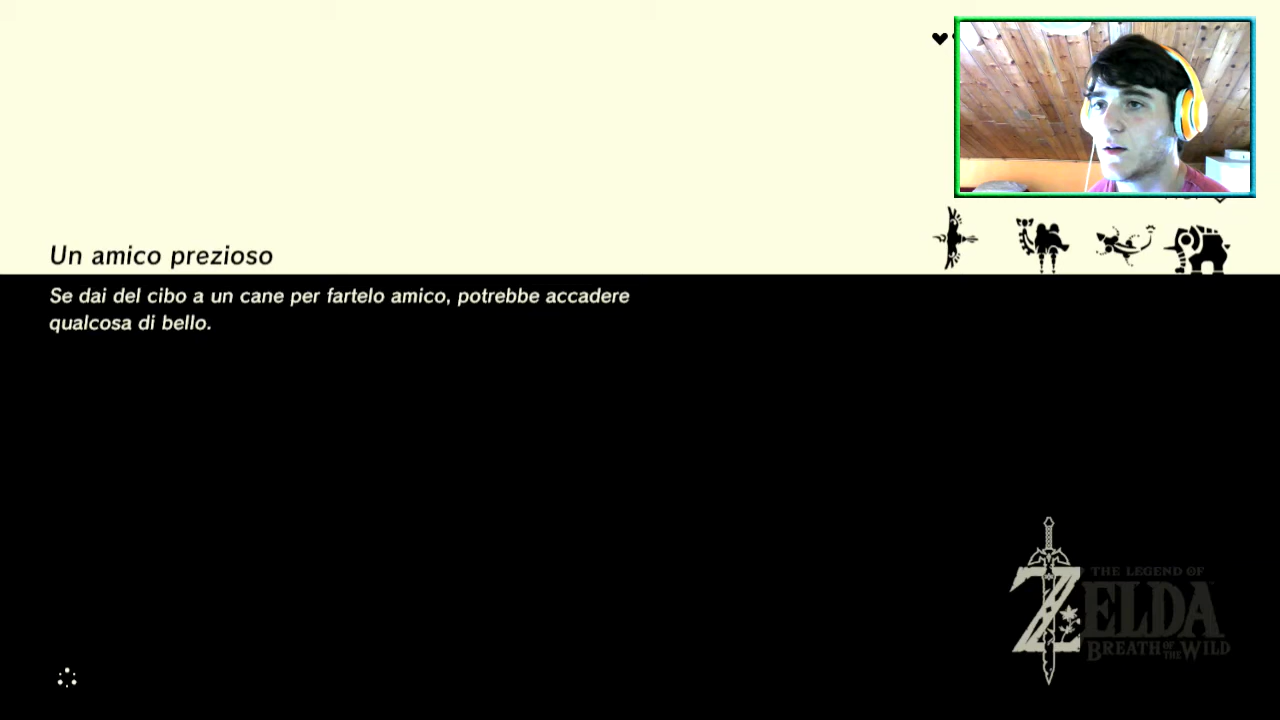 Un amico prezioso
Se dai del cibo a un cane per fartelo amico, potrebbe accadere
qualcosa di bello.
THE LEGEND OF
ZELDA
BREATH OF THE WILD